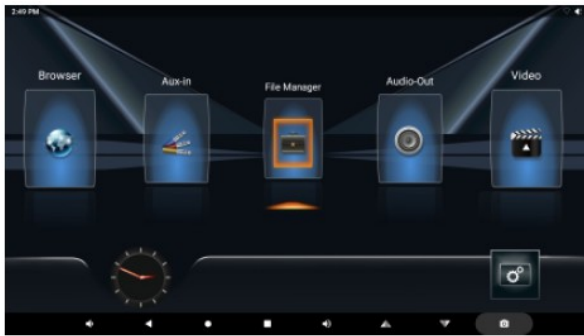 2:49 PM
Browser
Aux-in
File Manager
Audio-Out
Video